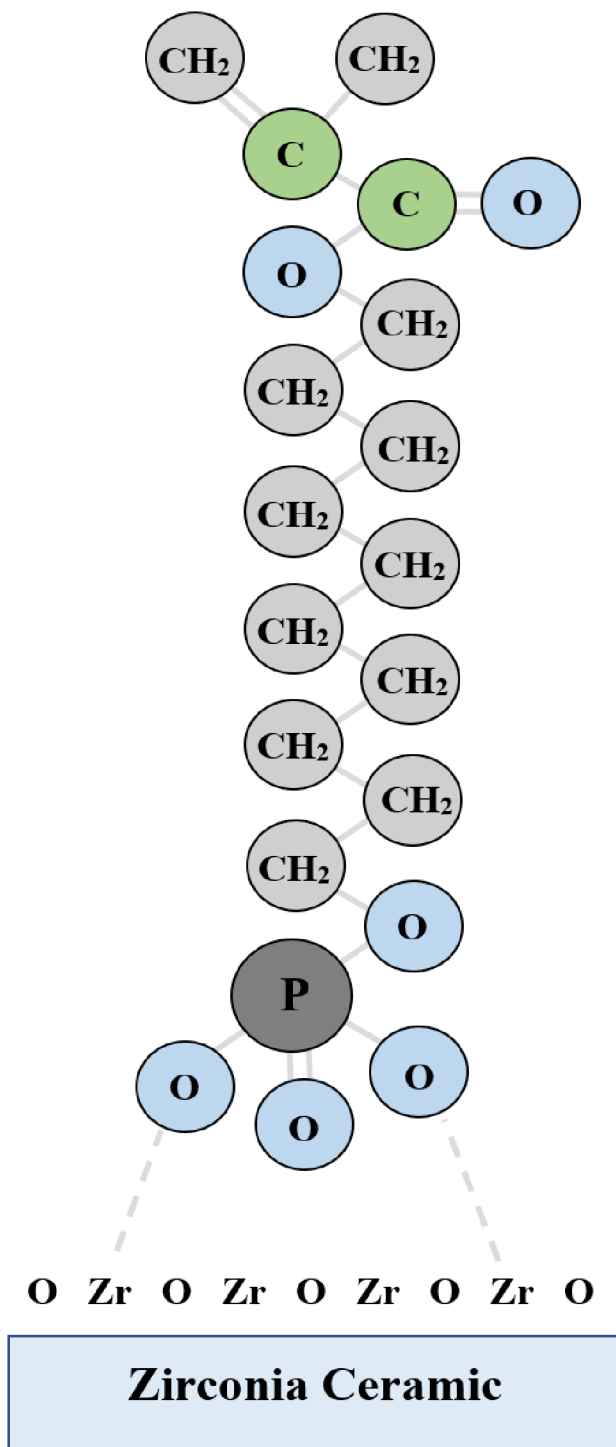 CH₂ CH₂
C
C O
O
CH₂
CH₂
CH₂
CH₂
CH₂
CH₂
CH₂
CH₂
CH₂
CH₂
O
P
O O O
O Zr O Zr O Zr O Zr O
Zirconia Ceramic